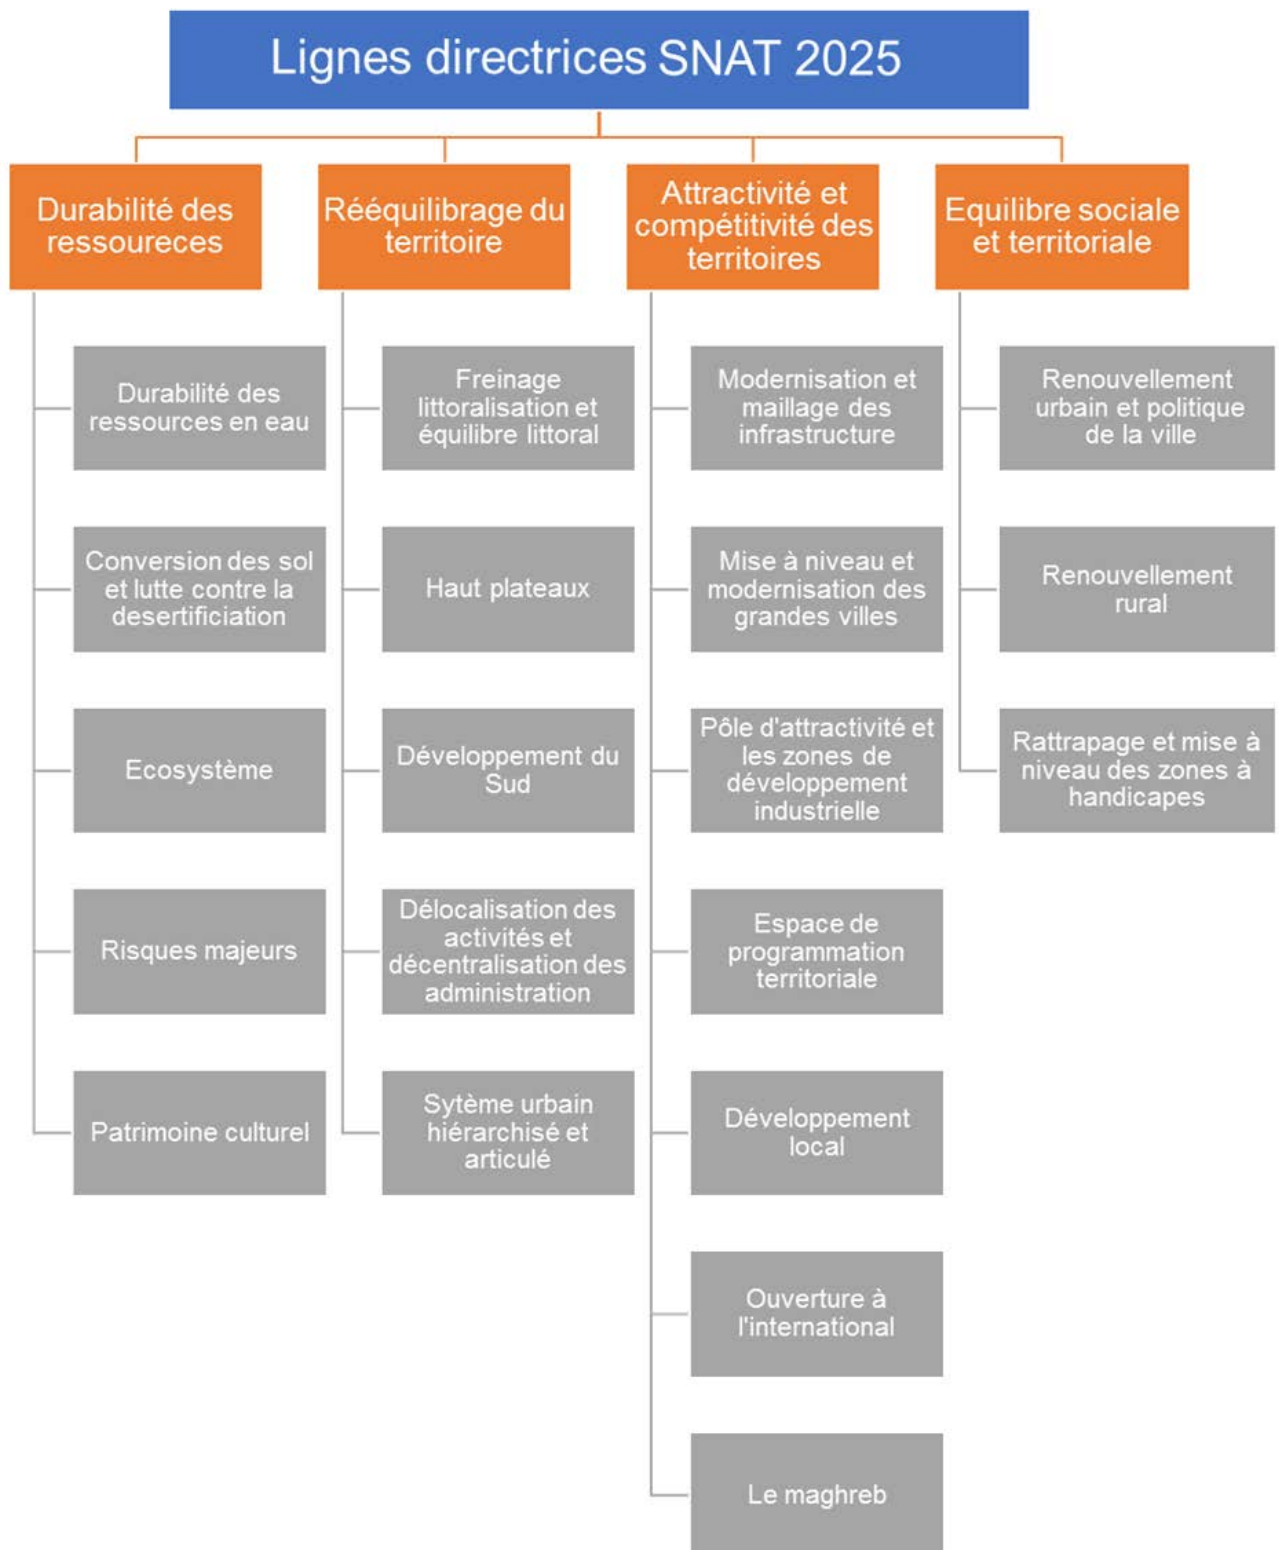 Lignes directrices SNAT 2025
Durabilité des
ressoureces
Rééquilibrage du
territoire
Attractivité et
compétitivité des
territoires
Equilibre sociale
et territoriale
Durabilité des
ressources en eau
Conversion des sol
et lutte contre la
desertificiation
Ecosystème
Risques majeurs
Patrimoine culturel
Freinage
littoralisation et
équilibre littoral
Haut plateaux
Développement du
Sud
Délocalisation des
activités et
décentralisation des
administration
Sytème urbain
hiérarchisé et
articulé
Modernisation et
maillage des
infrastructure
Mise à niveau et
modernisation des
grandes villes
Pôle d'attractivité et
les zones de
développement
industrielle
Espace de
programmation
territoriale
Développement
local
Ouverture à
l'international
Le maghreb
Renouvellement
urbain et politique
de la ville
Renouvellement
rural
Rattrapage et mise à
niveau des zones à
handicapes